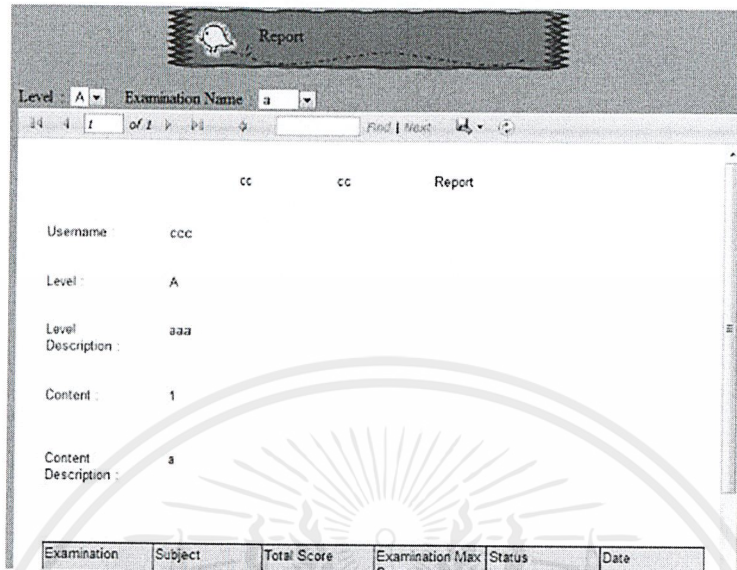 Report
Level : A Examination Name a
1 of 1 Find | Next
cc cc Report
Username : ccc
Level : A
Level
Description : aaa
Content : 1
Content
Description : a
Examination Subject Total Score Examination Max Status Date